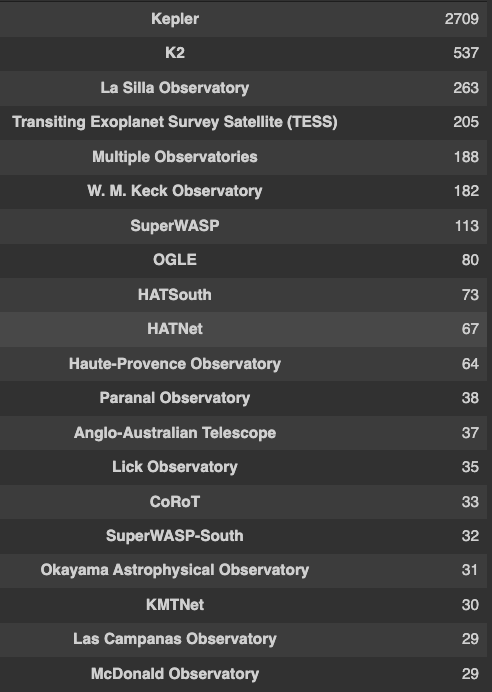 Kepler 2709
K2 537
La Silla Observatory 263
Transiting Exoplanet Survey Satellite (TESS) 205
Multiple Observatories 188
W. M. Keck Observatory 182
SuperWASP 113
OGLE 80
HATSouth 73
HATNet 67
Haute-Provence Observatory 64
Paranal Observatory 38
Anglo-Australian Telescope 37
Lick Observatory 35
CoRoT 33
SuperWASP-South 32
Okayama Astrophysical Observatory 31
KMTNet 30
Las Campanas Observatory 29
McDonald Observatory 29